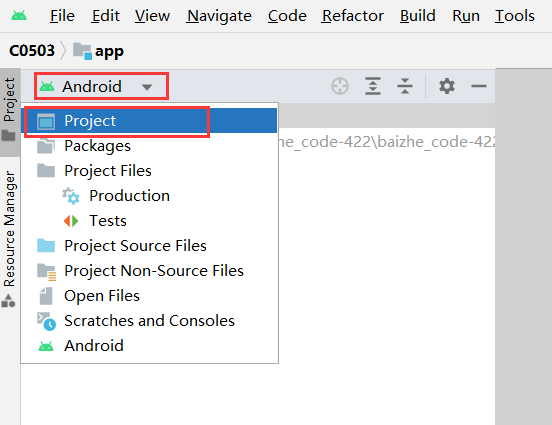 File Edit View Navigate Code Refactor Build Run Tools
C0503 app
Project
Resource Manager
Android
Project
he_code-422\baizhe_code-422
Packages
Project Files
Production
Tests
Project Source Files
Project Non-Source Files
Open Files
Scratches and Consoles
Android